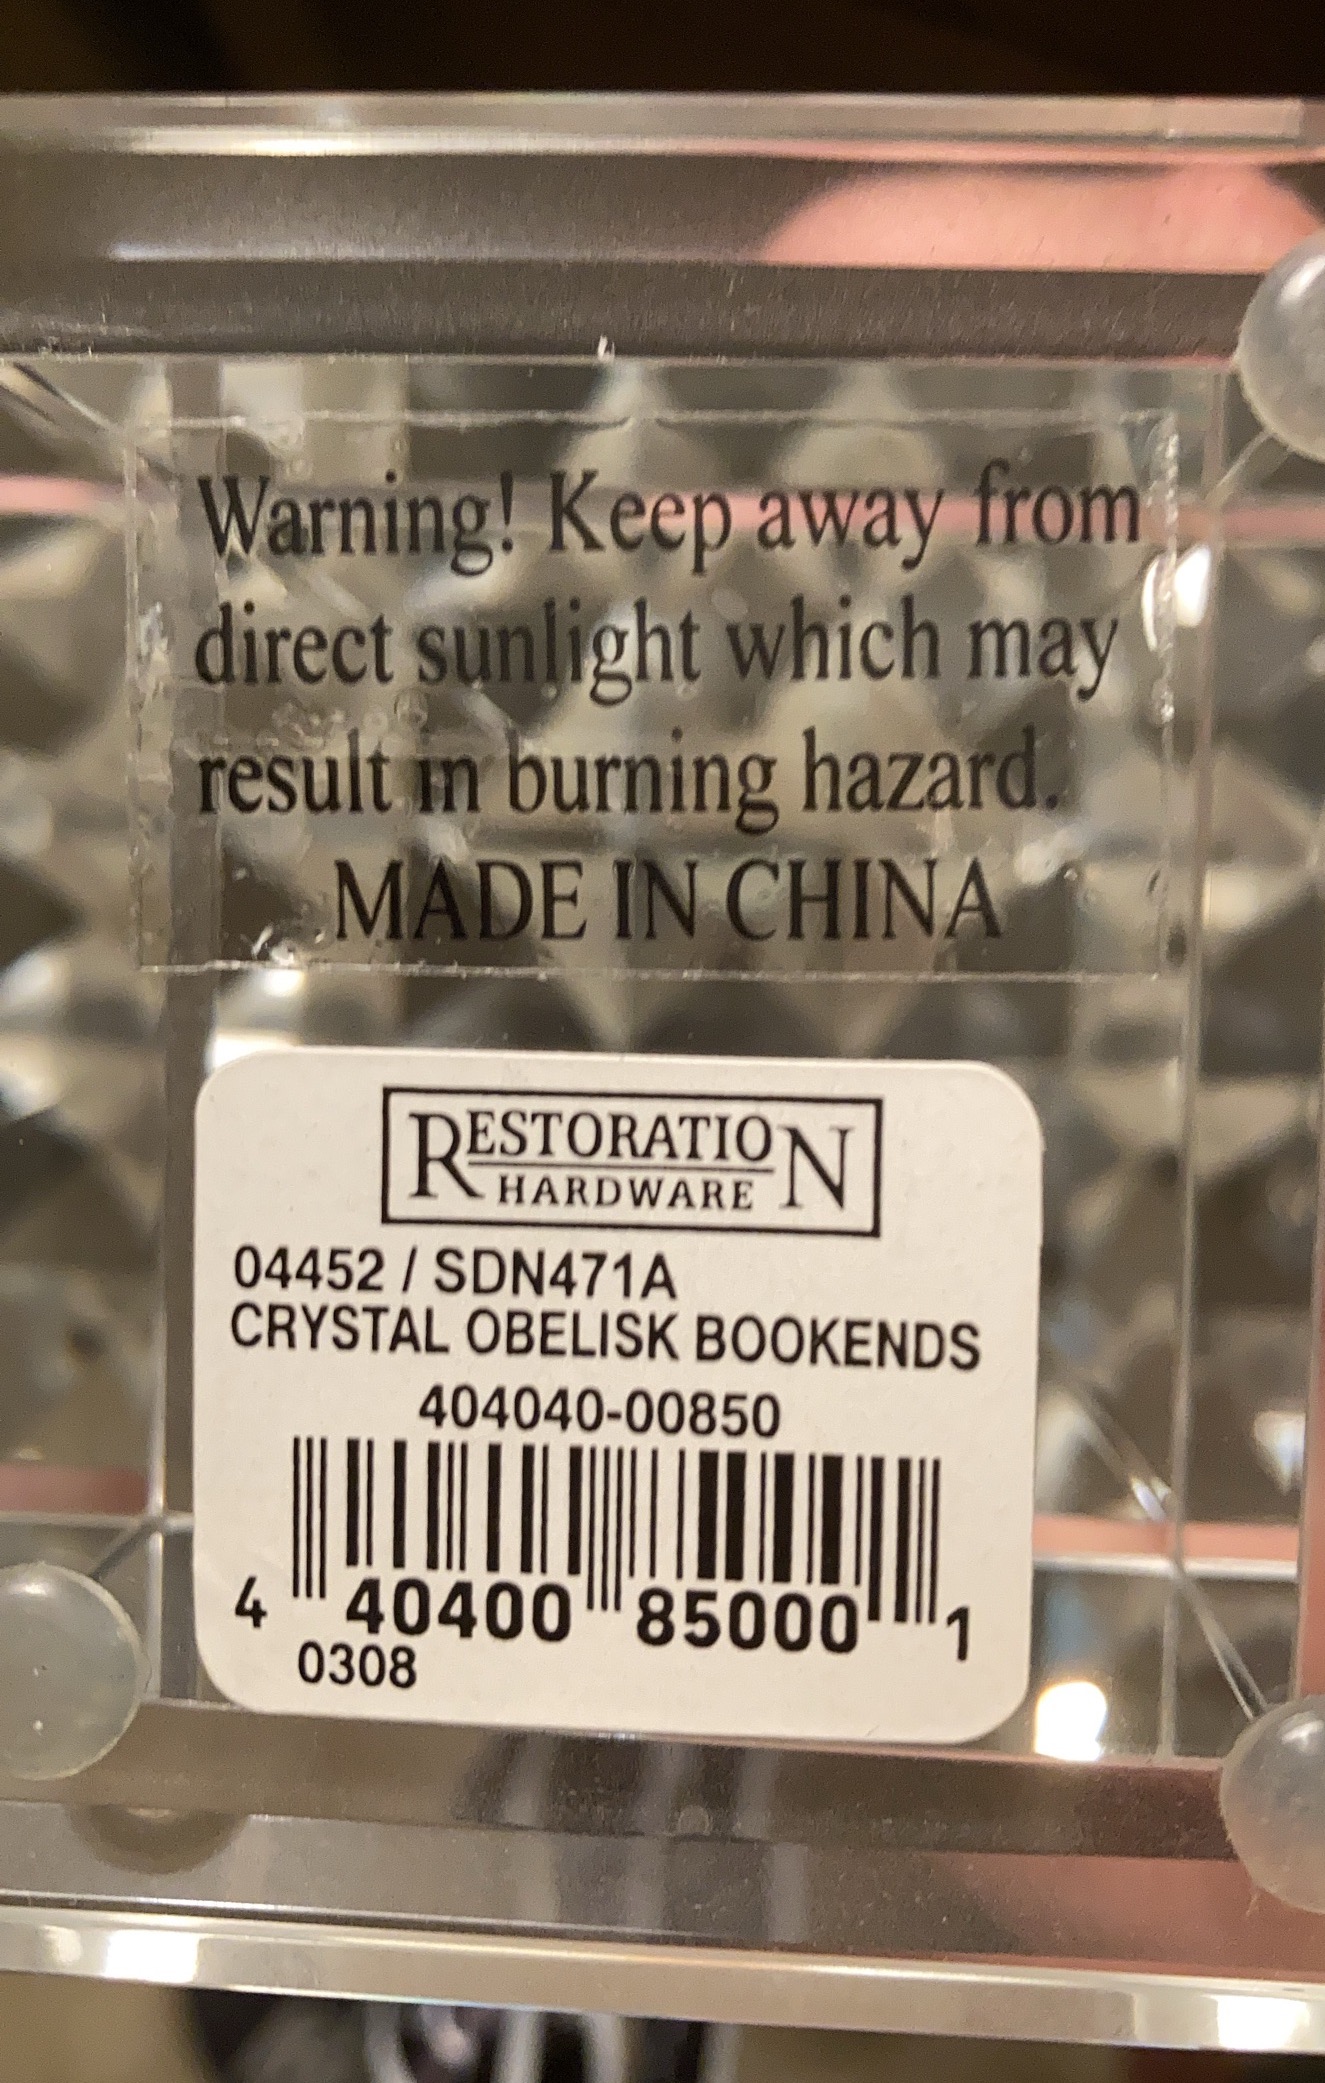 Warning! Keep away from
direct sunlight which may
result in burning hazard.
MADE IN CHINA
RESTORATION
HARDWARE
04452 / SDN471A
CRYSTAL OBELISK BOOKENDS
404040-00850
4 40400 85000 1
0308